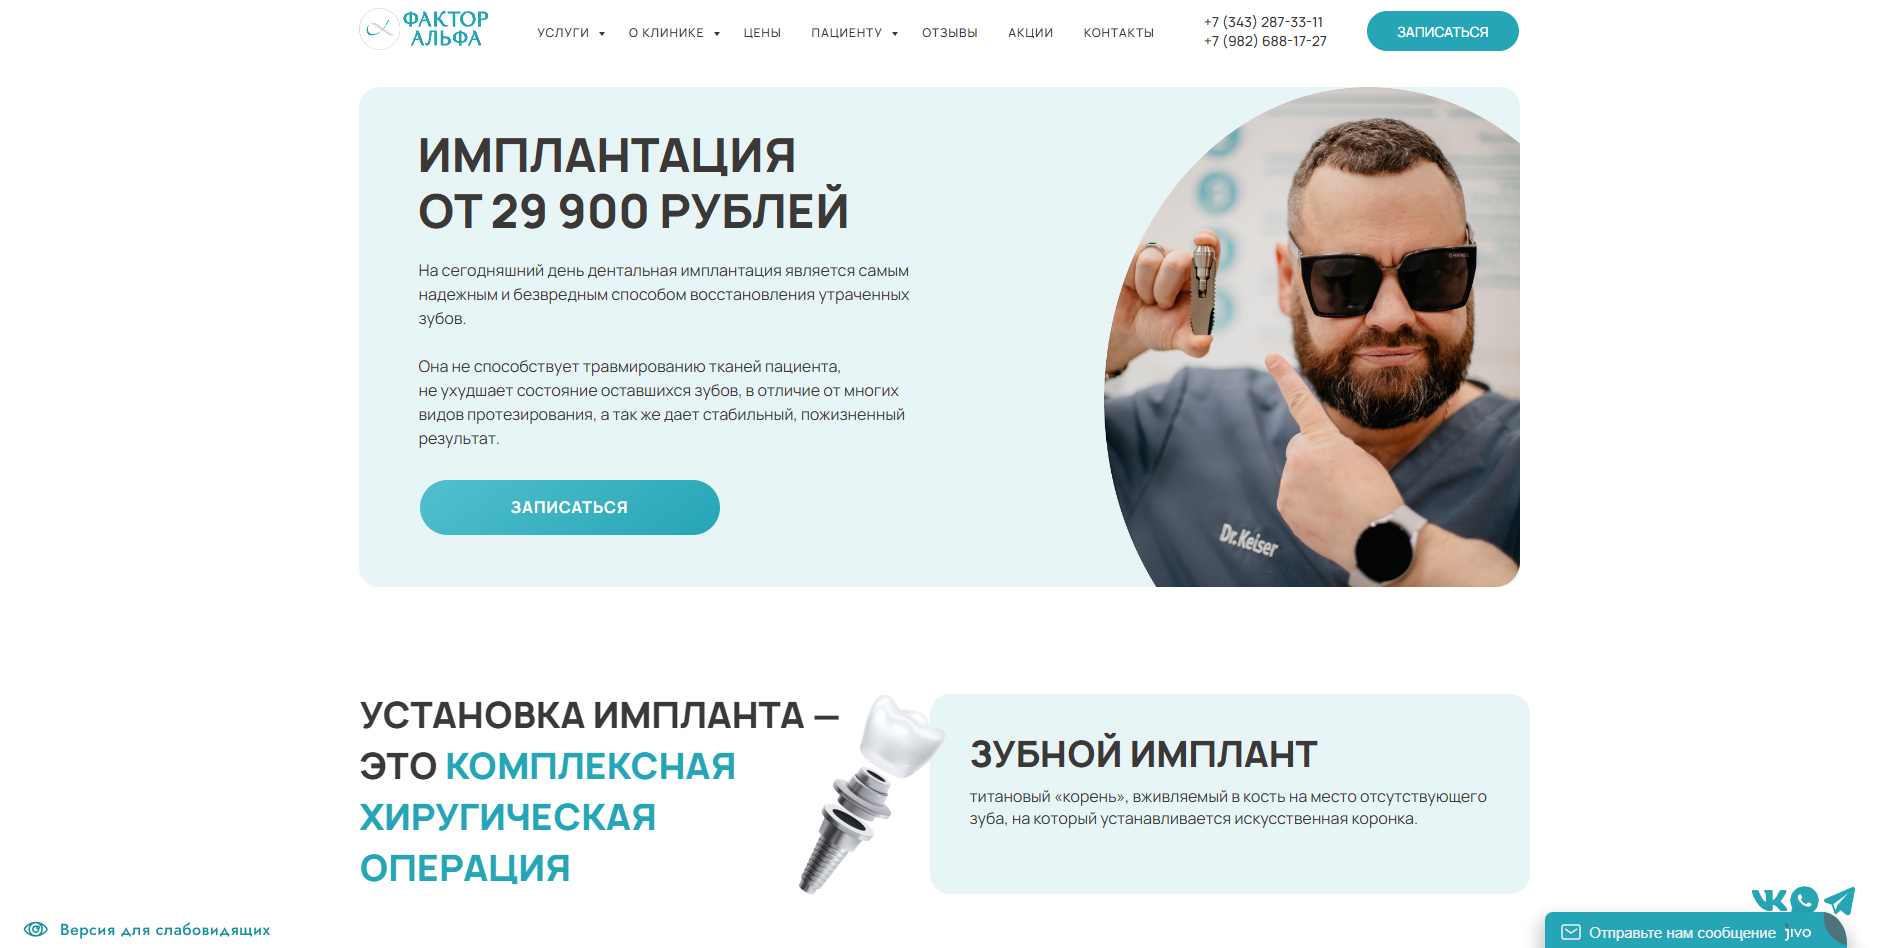 ФАКТОР
АЛЬФА
УСЛУГИ
О КЛИНИКЕ
ЦЕНЫ
ПАЦИЕНТУ
ОТЗЫВЫ
АКЦИИ
КОНТАКТЫ
+7 (343) 287-33-11
+7 (982) 688-17-27
ЗАПИСАТЬСЯ
ИМПЛАНТАЦИЯ
ОТ 29 900 РУБЛЕЙ
На сегодняшний день дентальная имплантация является самым
надежным и безвредным способом восстановления утраченных
зубов.
Она не способствует травмированию тканей пациента,
не ухудшает состояние оставшихся зубов, в отличие от многих
видов протезирования, а так же дает стабильный, пожизненный
результат.
ЗАПИСАТЬСЯ
CHANEL
Dr.Keiser
УСТАНОВКА ИМПЛАНТА —
ЭТО КОМПЛЕКСНАЯ
ХИРУГИЧЕСКАЯ
ОПЕРАЦИЯ
ЗУБНОЙ ИМПЛАНТ
титановый «корень», вживляемый в кость на место отсутствующего
зуба, на который устанавливается искусственная коронка.
Версия для слабовидящих
Отправьте нам сообщение jivo